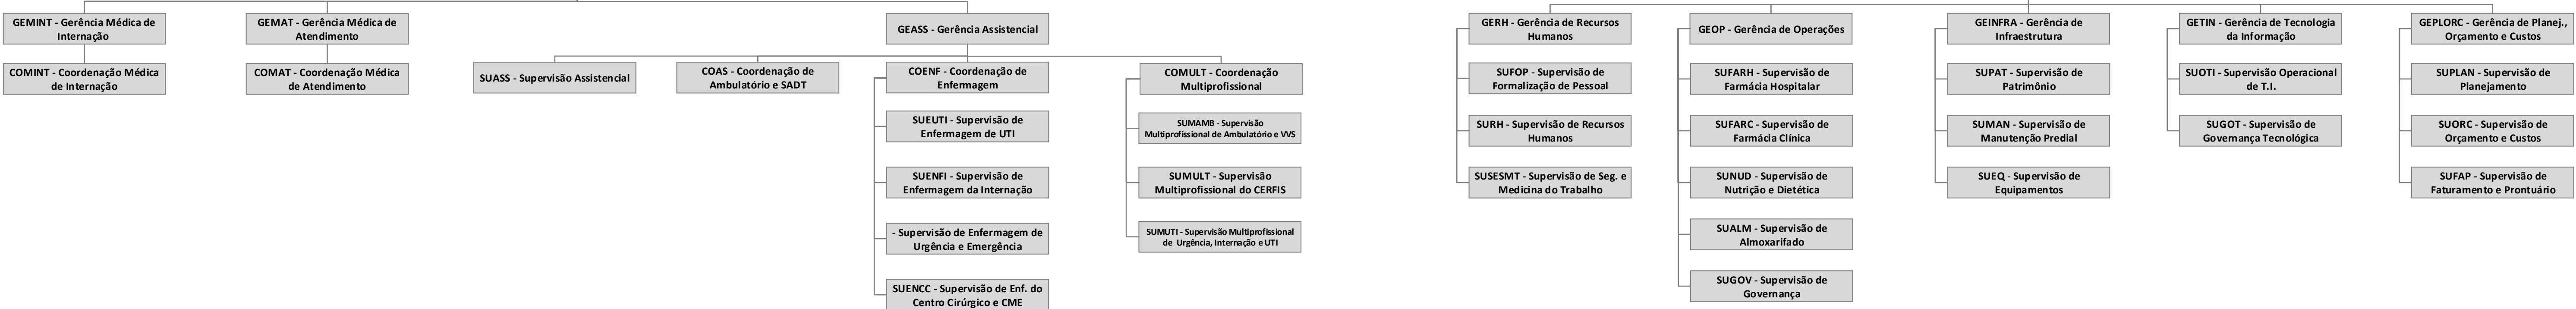 GEMINT - Gerência Médica de
Internação
COMINT - Coordenação Médica
de Internação
GEMAT - Gerência Médica de
Atendimento
COMAT - Coordenação Médica
de Atendimento
GEASS - Gerência Assistencial
SUASS - Supervisão Assistencial
COAS - Coordenação de
Ambulatório e SADT
COENF - Coordenação de
Enfermagem
SUEUTI - Supervisão de
Enfermagem de UTI
SUENFI - Supervisão de
Enfermagem da Internação
- Supervisão de Enfermagem de
Urgência e Emergência
SUENCC - Supervisão de Enf. do
Centro Cirúrgico e CME
COMULT - Coordenação
Multiprofissional
SUMAMB - Supervisão
Multiprofissional de Ambulatório e VVS
SUMULT - Supervisão
Multiprofissional do CERFIS
SUMUTI - Supervisão Multiprofissional
de Urgência, Internação e UTI
GERH - Gerência de Recursos
Humanos
SUFOP - Supervisão de
Formalização de Pessoal
SURH - Supervisão de Recursos
Humanos
SUSESMT - Supervisão de Seg. e
Medicina do Trabalho
GEOP - Gerência de Operações
SUFARH - Supervisão de
Farmácia Hospitalar
SUFARC - Supervisão de
Farmácia Clínica
SUNUD - Supervisão de
Nutrição e Dietética
SUALM - Supervisão de
Almoxarifado
SUGOV - Supervisão de
Governança
GEINFRA - Gerência de
Infraestrutura
SUPAT - Supervisão de
Patrimônio
SUMAN - Supervisão de
Manutenção Predial
SUEQ - Supervisão de
Equipamentos
GETIN - Gerência de Tecnologia
da Informação
SUOTI - Supervisão Operacional
de T.I.
SUGOT - Supervisão de
Governança Tecnológica
GEPLORC - Gerência de Planej.,
Orçamento e Custos
SUPLAN - Supervisão de
Planejamento
SUORC - Supervisão de
Orçamento e Custos
SUFAP - Supervisão de
Faturamento e Prontuário